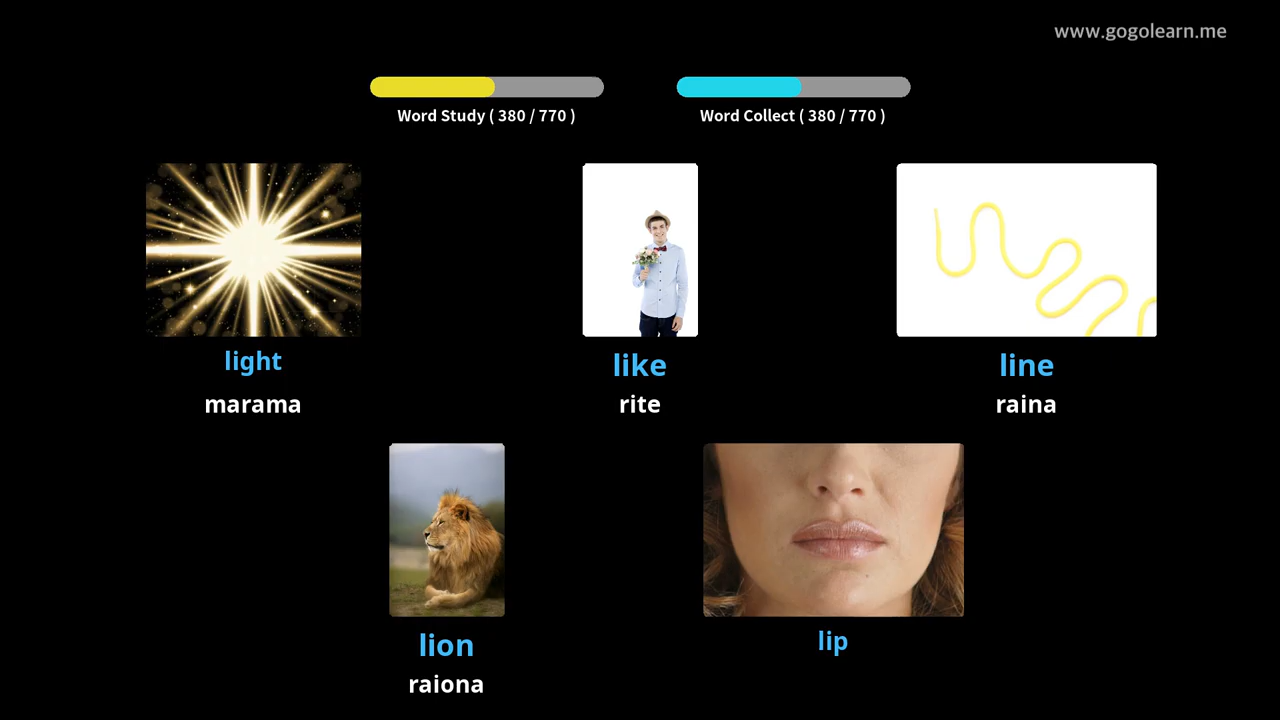 www.gogolearn.me
Word Study ( 380 / 770 )
Word Collect ( 380 / 770 )
light
like
line
marama
rite
raina
lion
lip
raiona